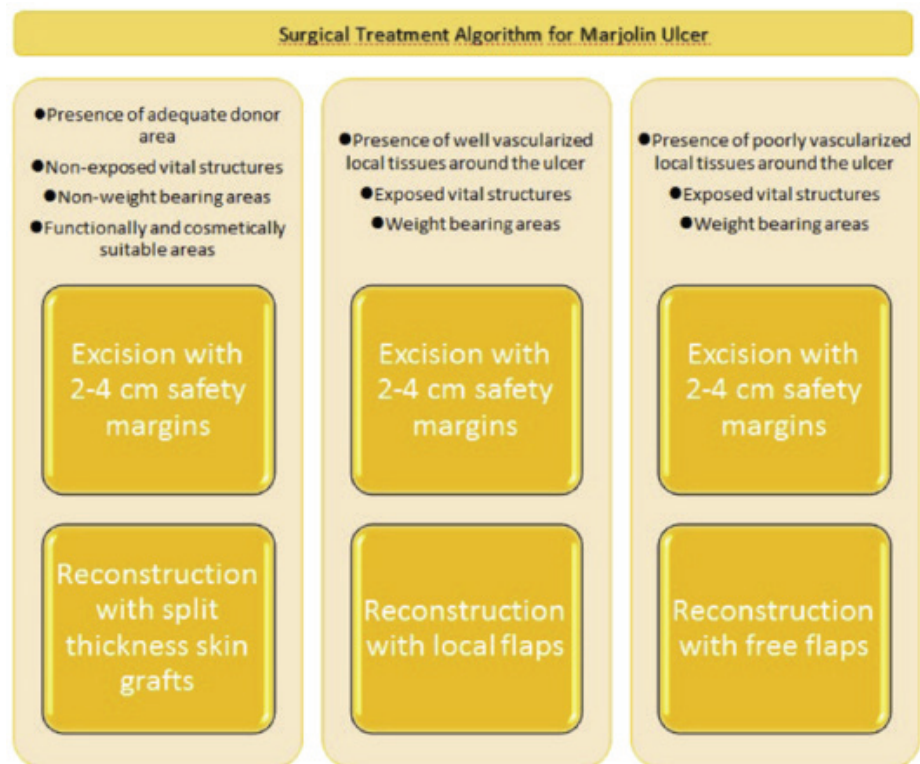 Surgical Treatment Algorithm for Marjolin Ulcer
●Presence of adequate donor
area
●Non-exposed vital structures
●Non-weight bearing areas
●Functionally and cosmetically
suitable areas
Excision with
2-4 cm safety
margins
Reconstruction
with split
thickness skin
grafts
●Presence of well vascularized
local tissues around the ulcer
●Exposed vital structures
●Weight bearing areas
Excision with
2-4 cm safety
margins
Reconstruction
with local flaps
●Presence of poorly vascularized
local tissues around the ulcer
●Exposed vital structures
●Weight bearing areas
Excision with
2-4 cm safety
margins
Reconstruction
with free flaps